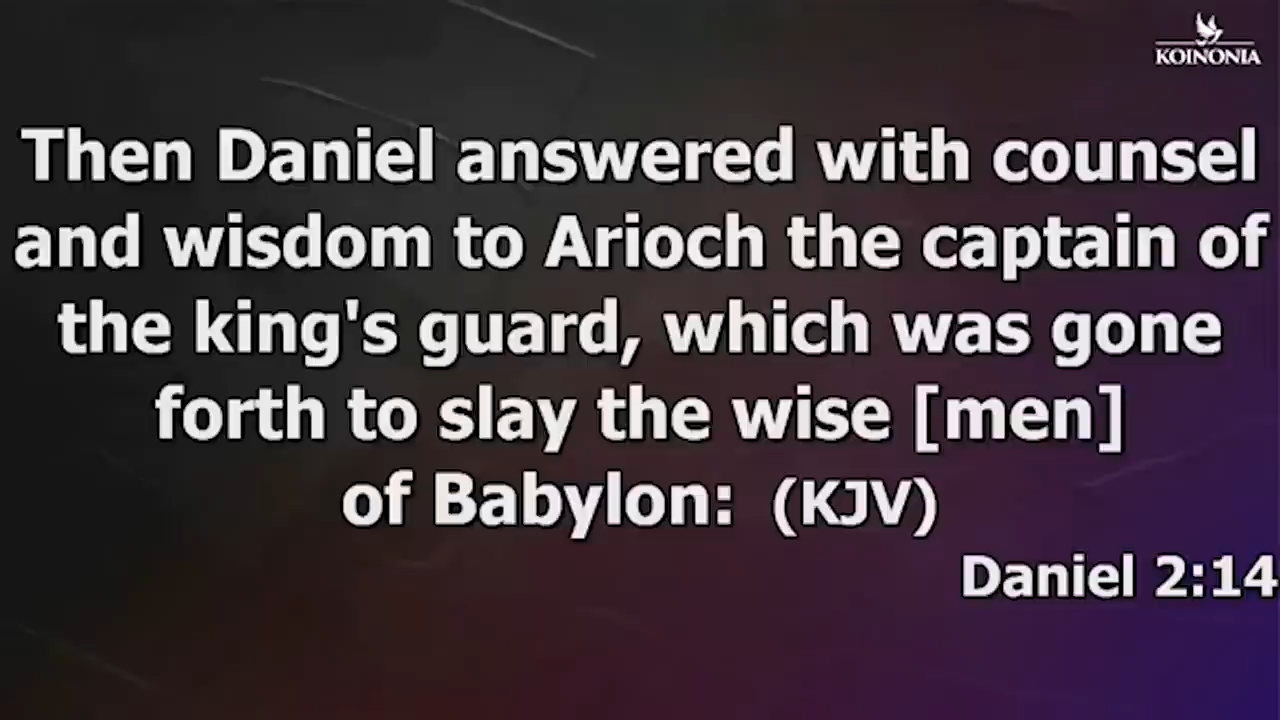 KOINONIA
Then Daniel answered with counsel
and wisdom to Arioch the captain of
the king's guard, which was gone
forth to slay the wise [men]
of Babylon: (KJV)
Daniel 2:14